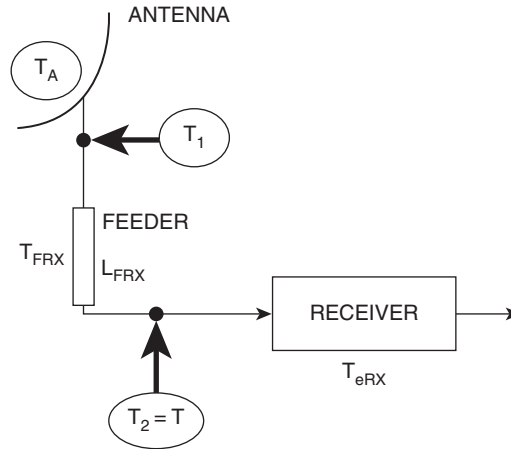 ANTENNA
T_A
T_1
FEEDER
T_FRX
L_FRX
RECEIVER
T_eRX
T_2 = T